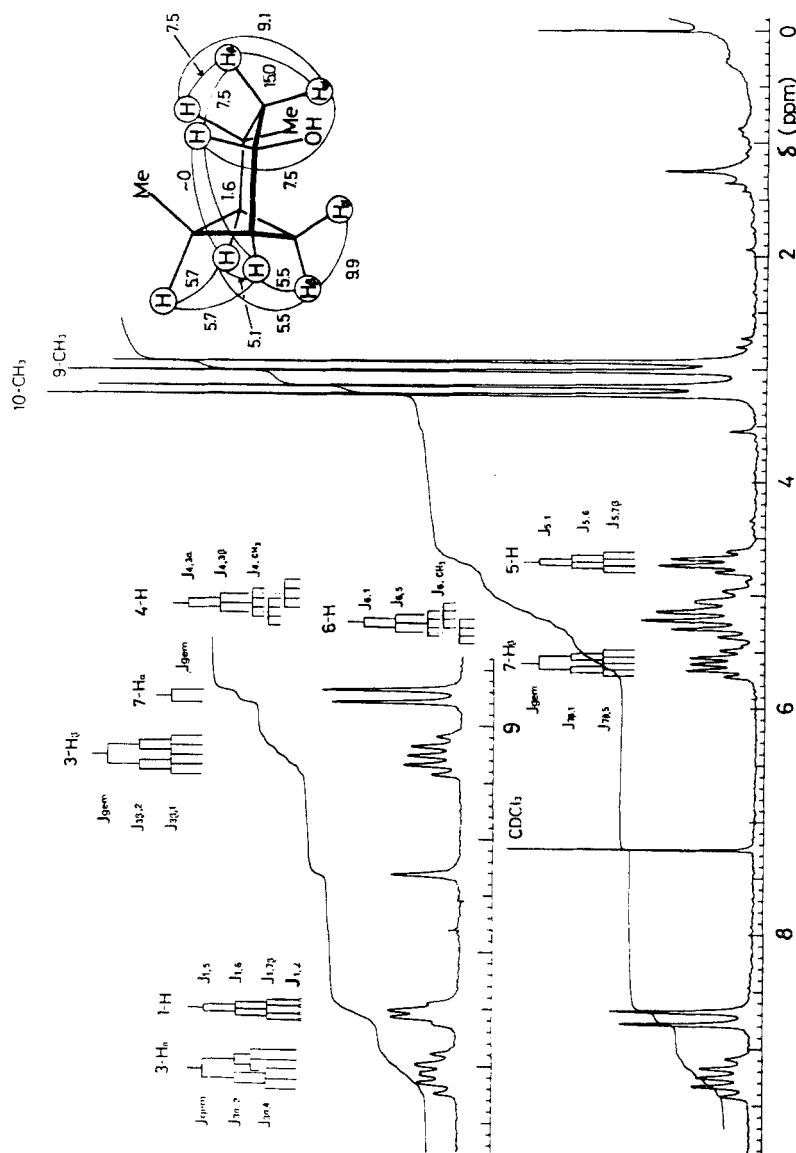 10-CH₃
9-CH₃
7.5
9.1
Me
H
H
Hα
7.5
15.0
Hβ
Me
OH
7.5
~0
1.6
H
H
H
5.7
5.7
5.1
5.5
5.5
Hβ
9.9
4-H
J4,3α
J4,3β
J4,CH₃
6-H
J6,1
J6,5
J6,CH₃
7-Hα
Jgem
3-Hβ
Jgem
J3β,2
J3β,1
1-H
J1,5
J1,6
J1,7β
J1,2
3-Hα
Jgem
J3α,2
J3α,4
5-H
J5,1
J5,6
J5,7β
7-Hβ
Jgem
J7β,1
J7β,5
9
CDCl₃
8
6
4
2
δ (ppm)
0